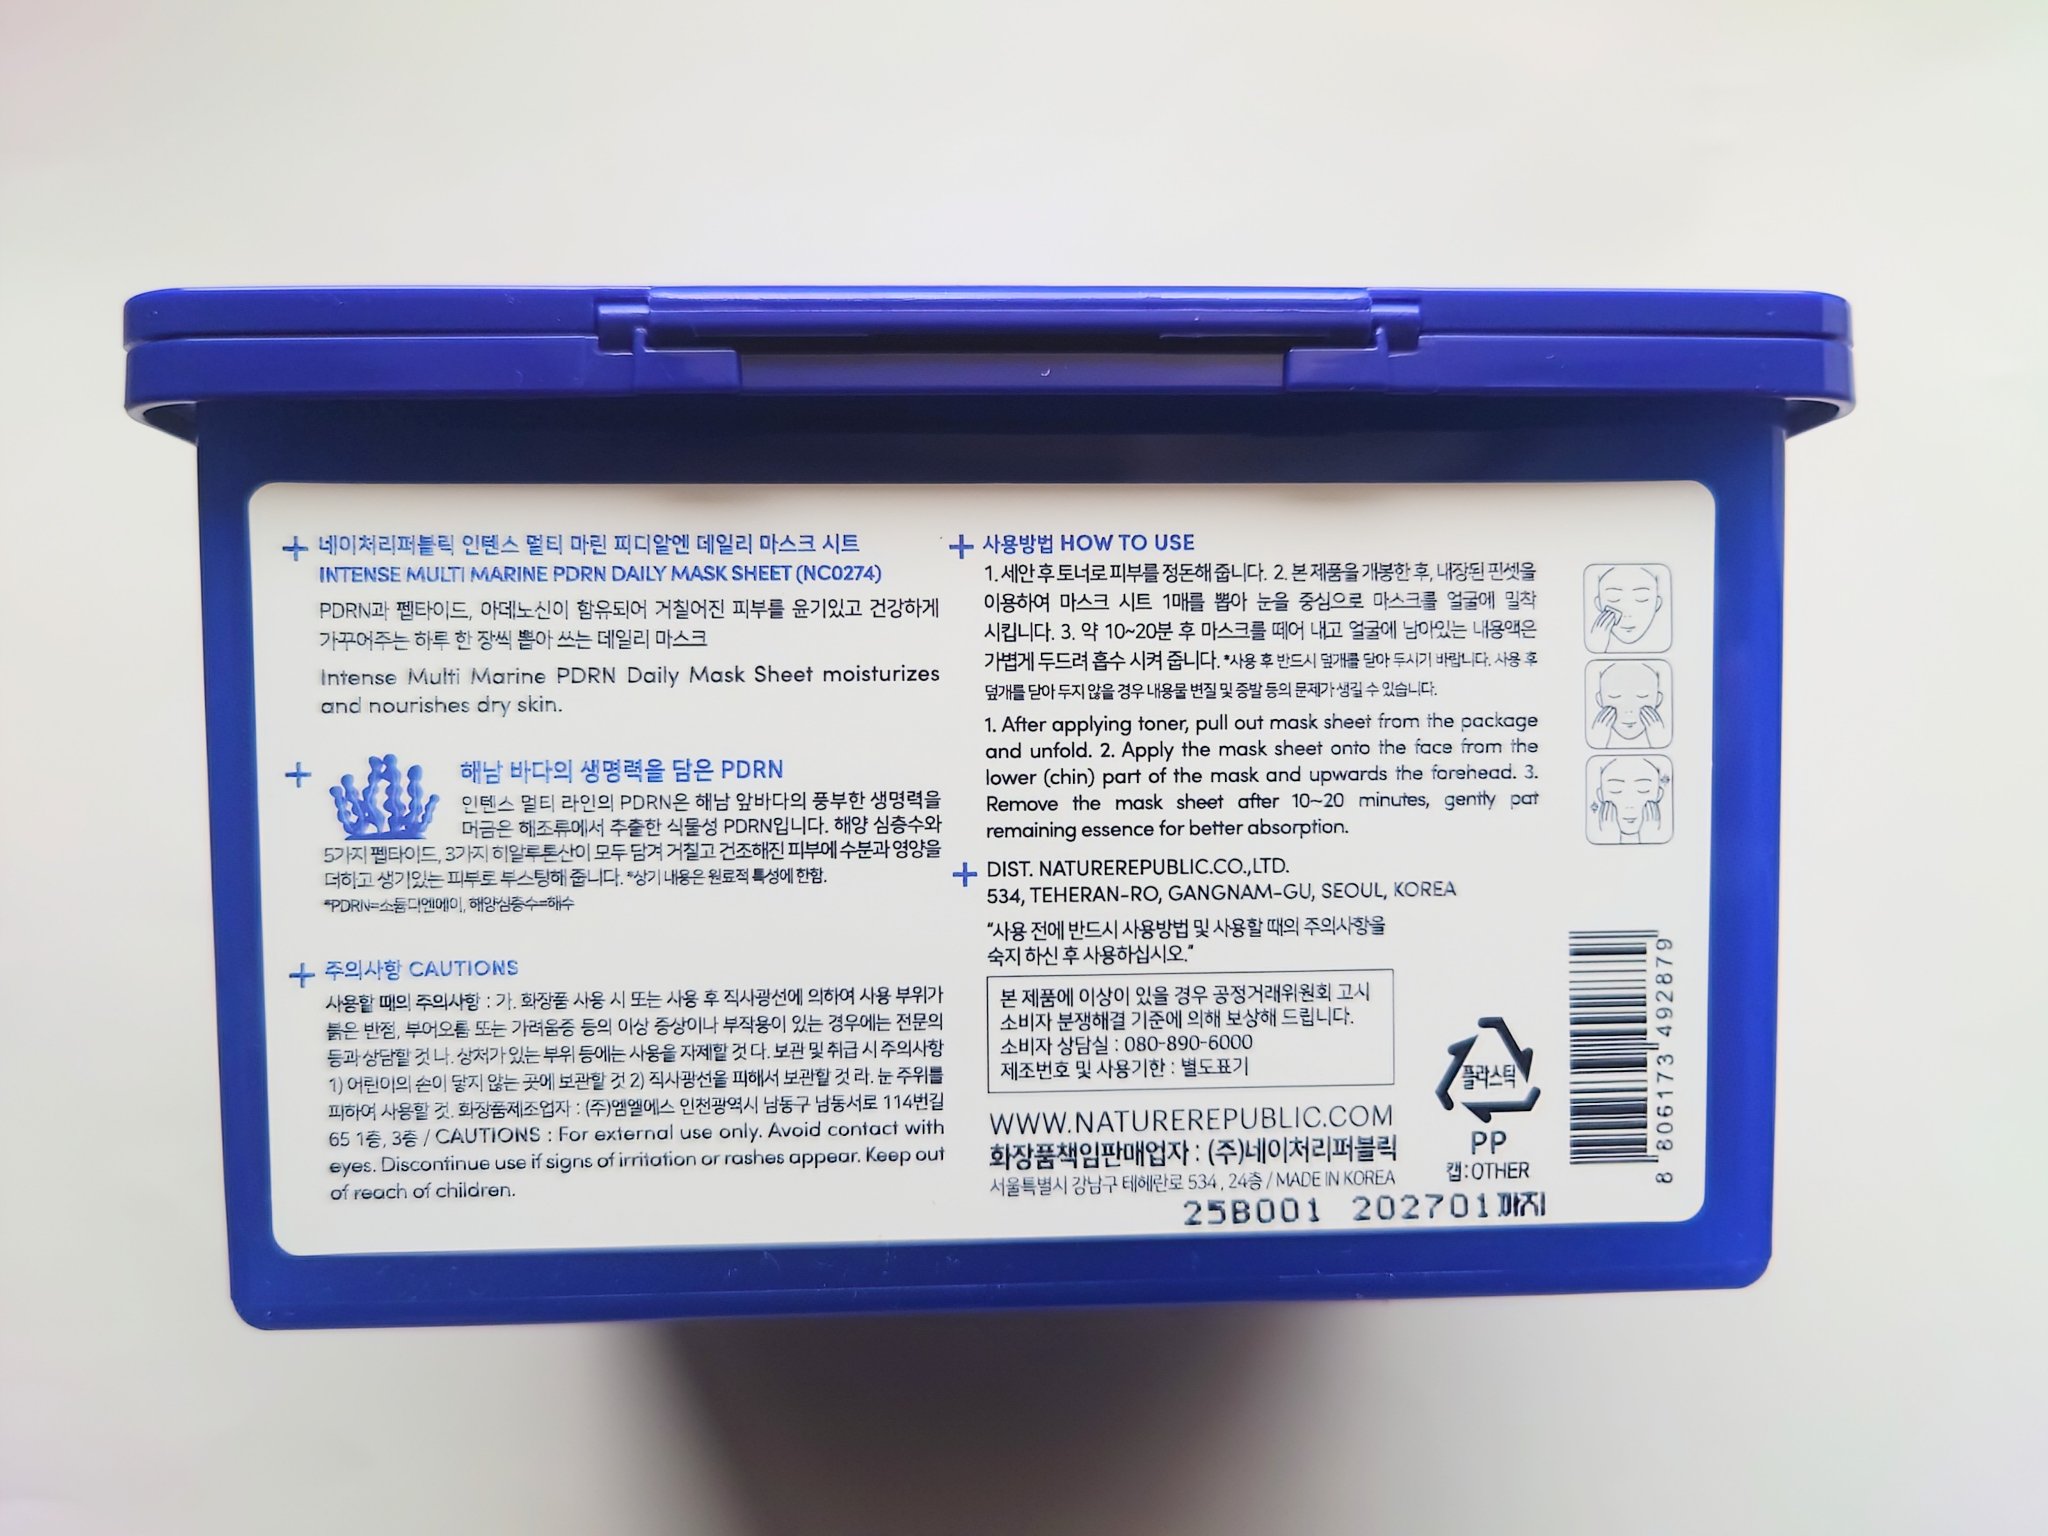 네이처리퍼블릭 인텐스 멀티 마린 피디알엔 데일리 마스크 시트
INTENSE MULTI MARINE PDRN DAILY MASK SHEET (NC0274)
PDRN과 펩타이드, 아데노신이 함유되어 거칠어진 피부를 윤기있고 건강하게
가꾸어주는 하루 한 장씩 뽑아 쓰는 데일리 마스크
Intense Multi Marine PDRN Daily Mask Sheet moisturizes
and nourishes dry skin.
해남 바다의 생명력을 담은 PDRN
인텐스 멀티 라인의 PDRN은 해남 앞바다의 풍부한 생명력을
머금은 해조류에서 추출한 식물성 PDRN입니다. 해양 심층수와
5가지 펩타이드, 3가지 히알루론산이 모두 담겨 거칠고 건조해진 피부에 수분과 영양을
더하고 생기있는 피부로 부스팅해 줍니다. *상기 내용은 원료적 특성에 한함.
*PDRN=소듐디엔에이, 해양심층수=해수
주의사항 CAUTIONS
사용할 때의 주의사항 : 가. 화장품 사용 시 또는 사용 후 직사광선에 의하여 사용 부위가
붉은 반점, 부어오름 또는 가려움증 등의 이상 증상이나 부작용이 있는 경우에는 전문의
등과 상담할 것 나. 상처가 있는 부위 등에는 사용을 자제할 것 다. 보관 및 취급 시 주의사항
1) 어린이의 손이 닿지 않는 곳에 보관할 것 2) 직사광선을 피해서 보관할 것 라. 눈 주위를
피하여 사용할 것. 화장품제조업자 : (주)엠엘에스 인천광역시 남동구 남동서로 114번길
65 1층, 3층 / CAUTIONS : For external use only. Avoid contact with
eyes. Discontinue use if signs of irritation or rashes appear. Keep out
of reach of children.
사용방법 HOW TO USE
1. 세안 후 토너로 피부를 정돈해 줍니다. 2. 본 제품을 개봉한 후, 내장된 핀셋을
이용하여 마스크 시트 1매를 뽑아 눈을 중심으로 마스크를 얼굴에 밀착
시킵니다. 3. 약 10~20분 후 마스크를 떼어 내고 얼굴에 남아있는 내용액은
가볍게 두드려 흡수 시켜 줍니다. *사용 후 반드시 덮개를 닫아 두시기 바랍니다. 사용 후
덮개를 닫아 두지 않을 경우 내용물 변질 및 증발 등의 문제가 생길 수 있습니다.
1. After applying toner, pull out mask sheet from the package
and unfold. 2. Apply the mask sheet onto the face from the
lower (chin) part of the mask and upwards the forehead. 3.
Remove the mask sheet after 10~20 minutes, gently pat
remaining essence for better absorption.
DIST. NATUREREPUBLIC.CO.,LTD.
534, TEHERAN-RO, GANGNAM-GU, SEOUL, KOREA
"사용 전에 반드시 사용방법 및 사용할 때의 주의사항을
숙지 하신 후 사용하십시오."
본 제품에 이상이 있을 경우 공정거래위원회 고시
소비자 분쟁해결 기준에 의해 보상해 드립니다.
소비자 상담실 : 080-890-6000
제조번호 및 사용기한 : 별도표기
WWW.NATUREREPUBLIC.COM
화장품책임판매업자 : (주)네이처리퍼블릭
서울특별시 강남구 테헤란로 534, 24층 / MADE IN KOREA
25B001 202701까지
플라스틱
PP
캡:OTHER
8 806173 492879